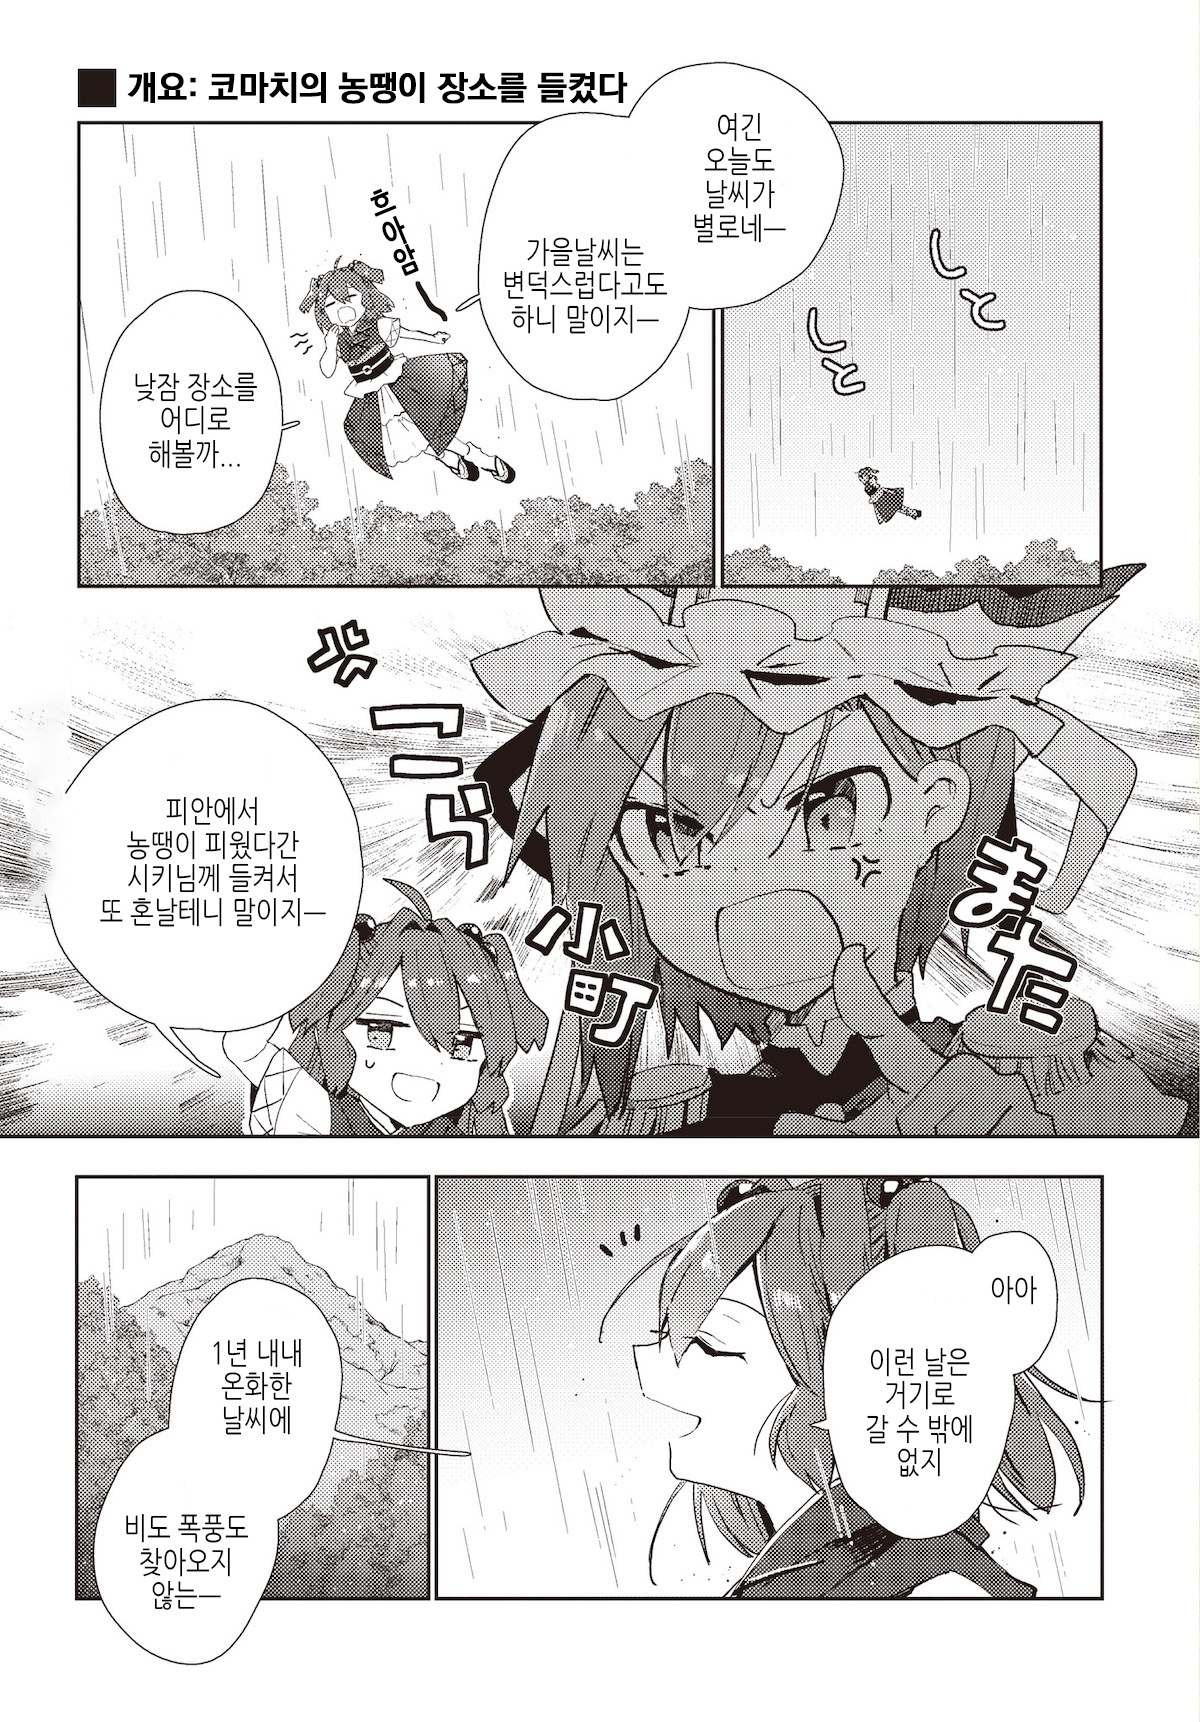 개요: 코마치의 농땡이 장소를 들켰다
여긴
오늘도
날씨가
별로네ㅡ
가을날씨는
변덕스럽다고도
하니 말이지ㅡ
しとしと
희아암
낮잠 장소를
어디로
해볼까...
こら
また
小町
피안에서
농땡이 피웠다간
시키님께 들켜서
또 혼날테니 말이지ㅡ
아아
이런 날은
거기로
갈 수 밖에
없지
1년 내내
온화한
날씨에
비도 폭풍도
찾아오지
않는ㅡ